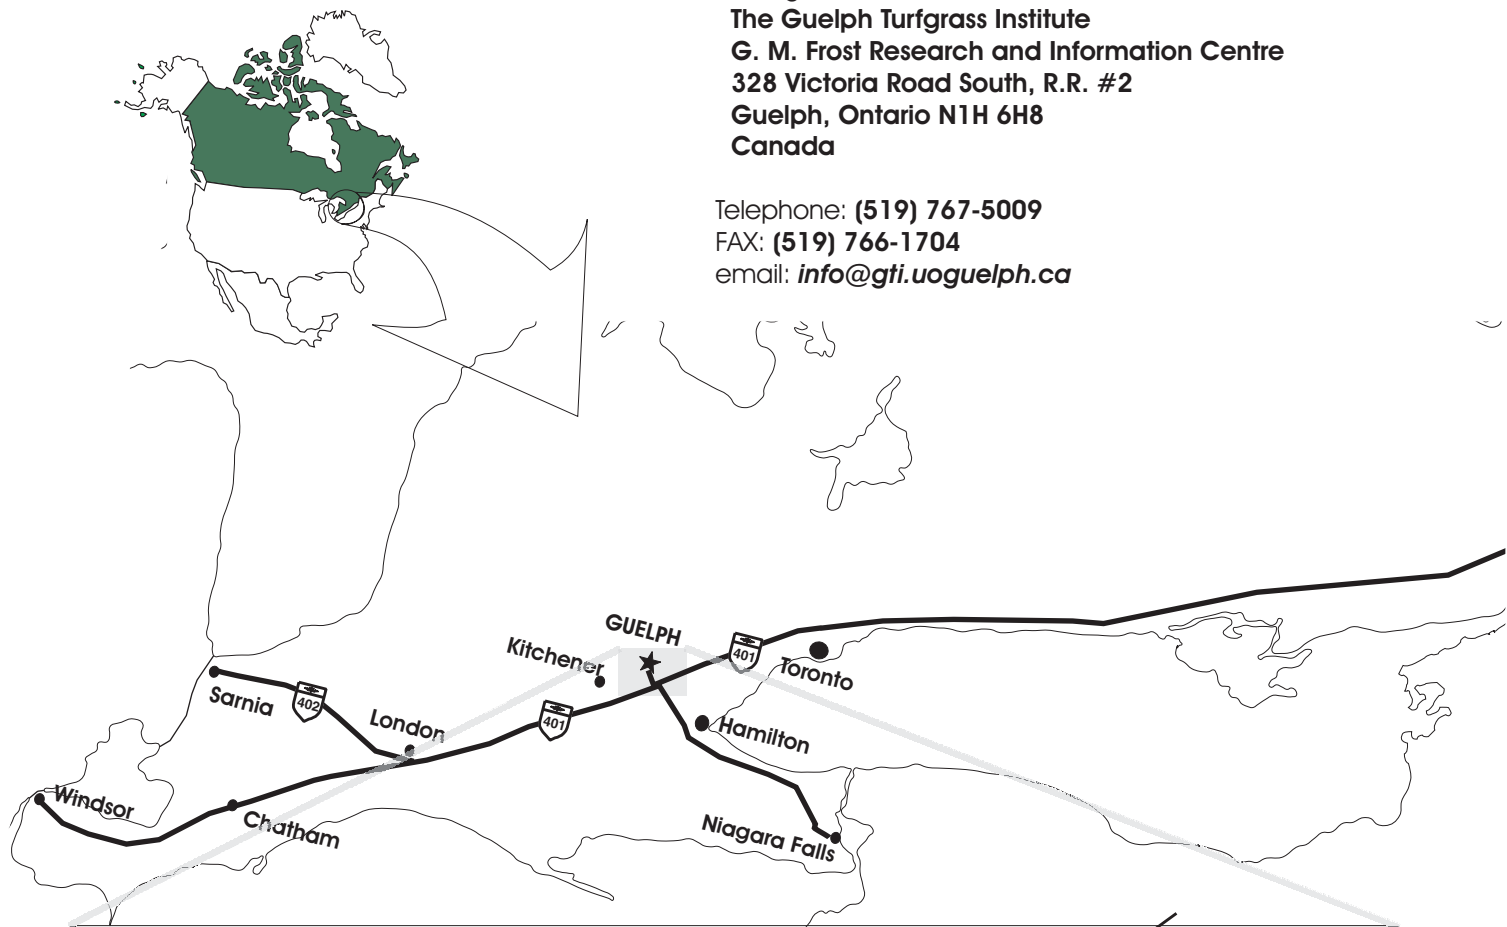 The Guelph Turfgrass Institute
G. M. Frost Research and Information Centre
328 Victoria Road South, R.R. #2
Guelph, Ontario N1H 6H8
Canada
Telephone: (519) 767-5009
FAX: (519) 766-1704
email: info@gti.uoguelph.ca
GUELPH
Kitchener
401
Toronto
Sarnia
402
London
401
Hamilton
Windsor
Chatham
Niagara Falls